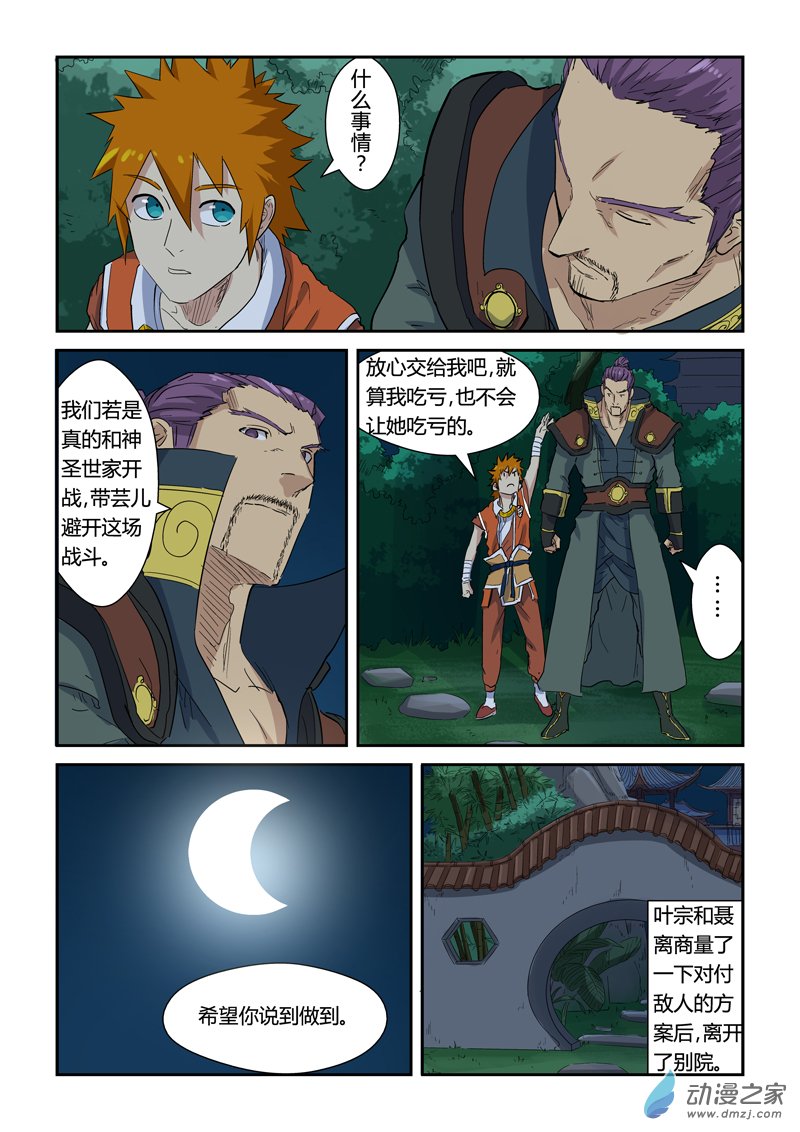 什么事情？
我们若是
真的和神
圣世家开
战，带芸儿
避开这场
战斗。
放心交给我吧，就
算我吃亏，也不会
让她吃亏的。
……
希望你说到做到。
叶宗和聂
离商量了
一下对付
敌人的方
案后，离开
了别院。
动漫之家
www.dmzj.com